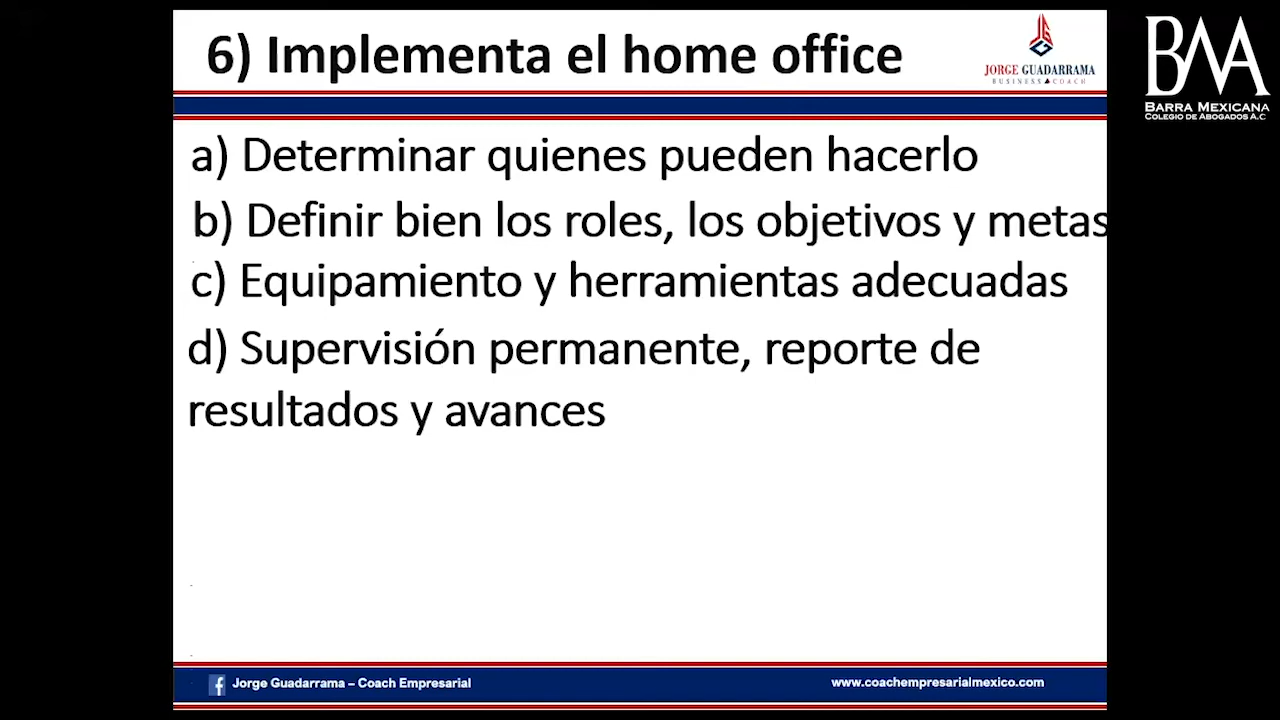 6) Implementa el home office
JORGE GUADARRAMA
BUSINESS COACH
BMA
BARRA MEXICANA
COLEGIO DE ABOGADOS A.C
a) Determinar quienes pueden hacerlo
b) Definir bien los roles, los objetivos y metas
c) Equipamiento y herramientas adecuadas
d) Supervisión permanente, reporte de
resultados y avances
f Jorge Guadarrama – Coach Empresarial
www.coachempresarialmexico.com